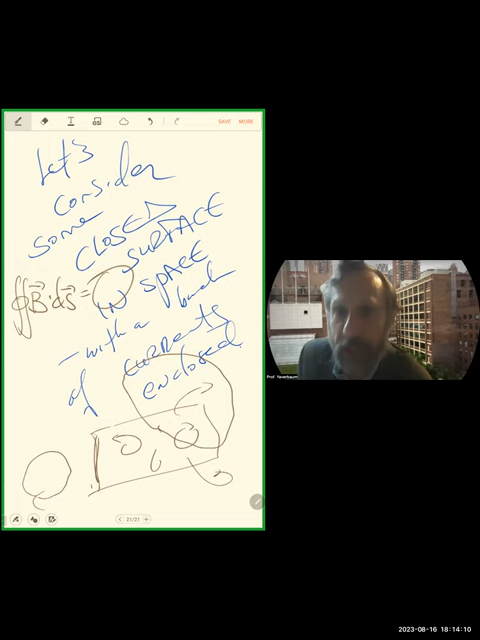 SAVE MORE
Let's
consider
some
CLOSED
SURFACE
IN SPACE
∯B⃗·dS⃗ =
- with a bunch
of currents
enclosed
21/21
Prof. Yaverbaum
2023-08-16 18:14:10